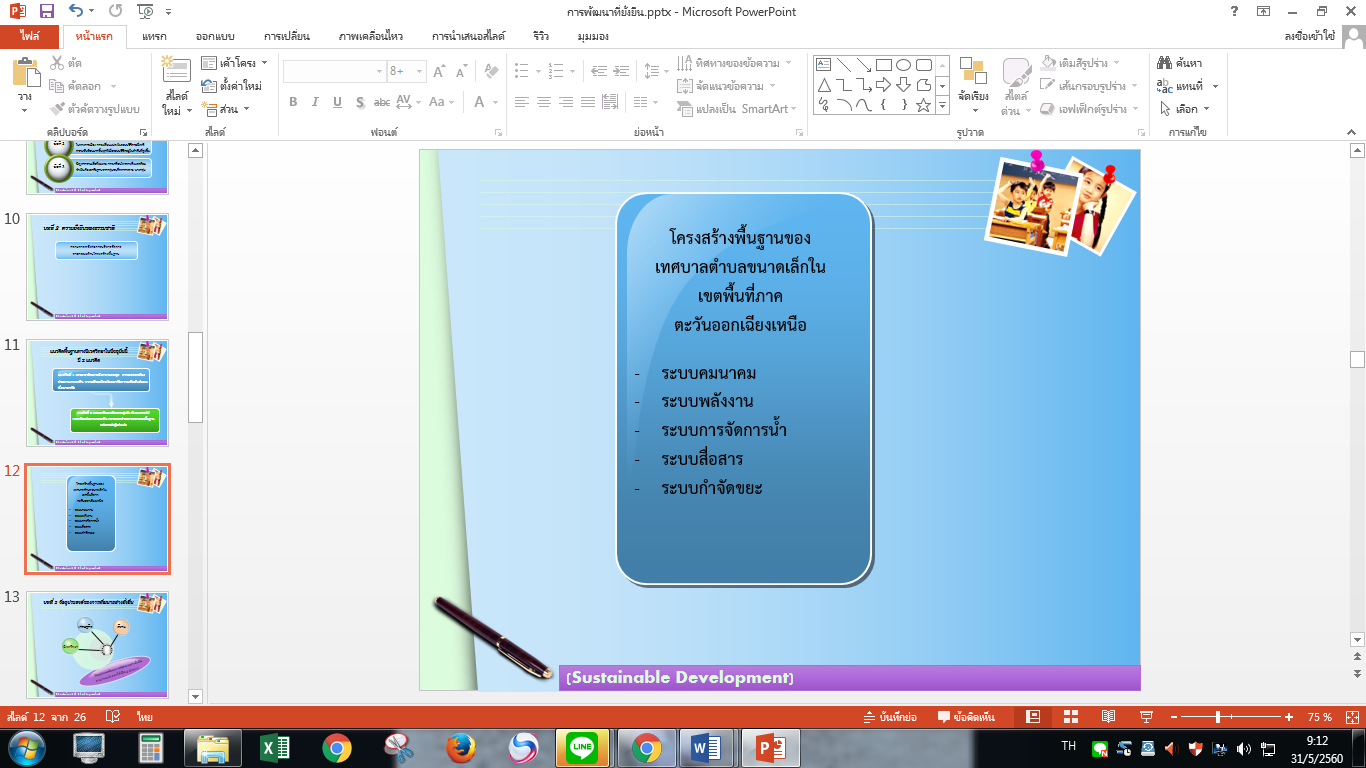 การพัฒนาที่ยั่งยืน.pptx - Microsoft PowerPoint
ไฟล์ หน้าแรก แทรก ออกแบบ การเปลี่ยน ภาพเคลื่อนไหว การนำเสนอสไลด์ รีวิว มุมมอง ลงชื่อเข้าใช้
วาง
ตัด
คัดลอก
ตัวคัดวางรูปแบบ
คลิปบอร์ด
สไลด์
ใหม่
เค้าโครง
ตั้งค่าใหม่
ส่วน
สไลด์
8+
B I U S abc AV Aa A
ฟอนต์
ทิศทางของข้อความ
จัดแนวข้อความ
แปลงเป็น SmartArt
ย่อหน้า
จัดเรียง
สไตล์
ด่วน
เติมสีรูปร่าง
เส้นกรอบรูปร่าง
เอฟเฟ็กต์รูปร่าง
รูปวาด
ค้นหา
แทนที่
เลือก
การแก้ไข
10
11
12
13
โครงสร้างพื้นฐานของ
เทศบาลตำบลขนาดเล็กใน
เขตพื้นที่ภาค
ตะวันออกเฉียงเหนือ
- ระบบคมนาคม
- ระบบพลังงาน
- ระบบการจัดการน้ำ
- ระบบสื่อสาร
- ระบบกำจัดขยะ
(Sustainable Development)
สไลด์ 12 จาก 26 ไทย บันทึกย่อ ข้อคิดเห็น 75 %
LINE
TH
9:12
31/5/2560